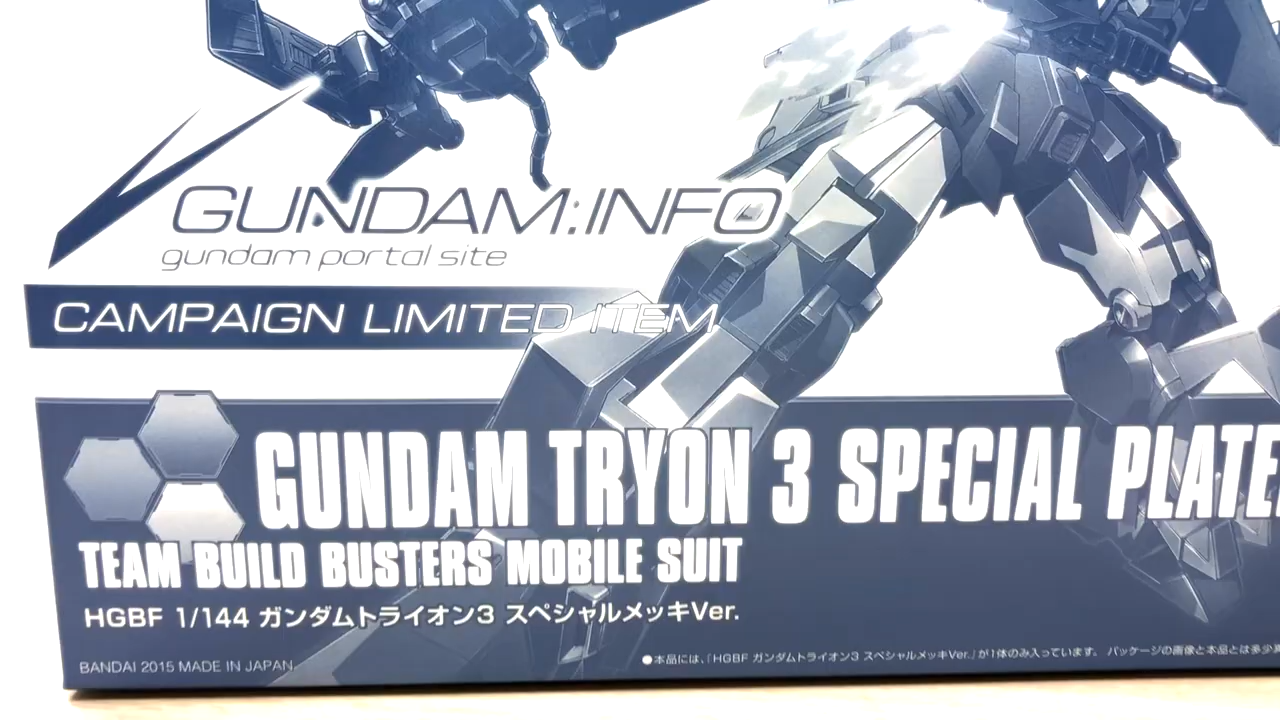 GUNDAM:INFO
gundam portal site
CAMPAIGN LIMITED ITEM
GUNDAM TRYON 3 SPECIAL PLATE
TEAM BUILD BUSTERS MOBILE SUIT
HGBF 1/144 ガンダムトライオン3 スペシャルメッキVer.
BANDAI 2015 MADE IN JAPAN
●本品には、「HGBF ガンダムトライオン3 スペシャルメッキVer.」が1体のみ入っています。 パッケージの画像と本品とは多少